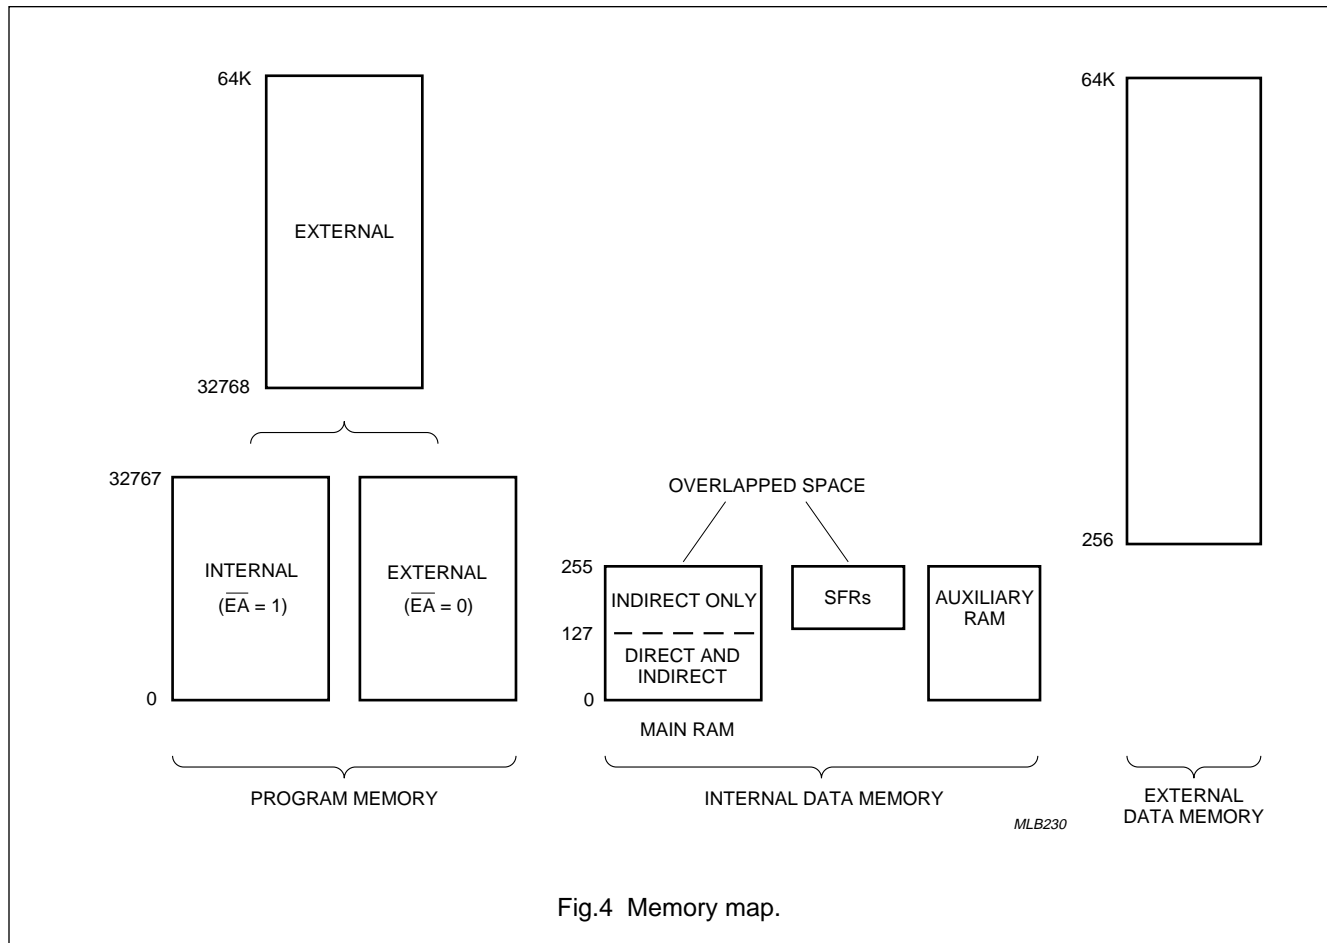 64K
EXTERNAL
32768
32767
INTERNAL
(E̅A̅ = 1)
0
EXTERNAL
(E̅A̅ = 0)
PROGRAM MEMORY
OVERLAPPED SPACE
255
INDIRECT ONLY
127
DIRECT AND
INDIRECT
0
MAIN RAM
SFRs
AUXILIARY
RAM
INTERNAL DATA MEMORY
64K
256
EXTERNAL
DATA MEMORY
MLB230
Fig.4 Memory map.